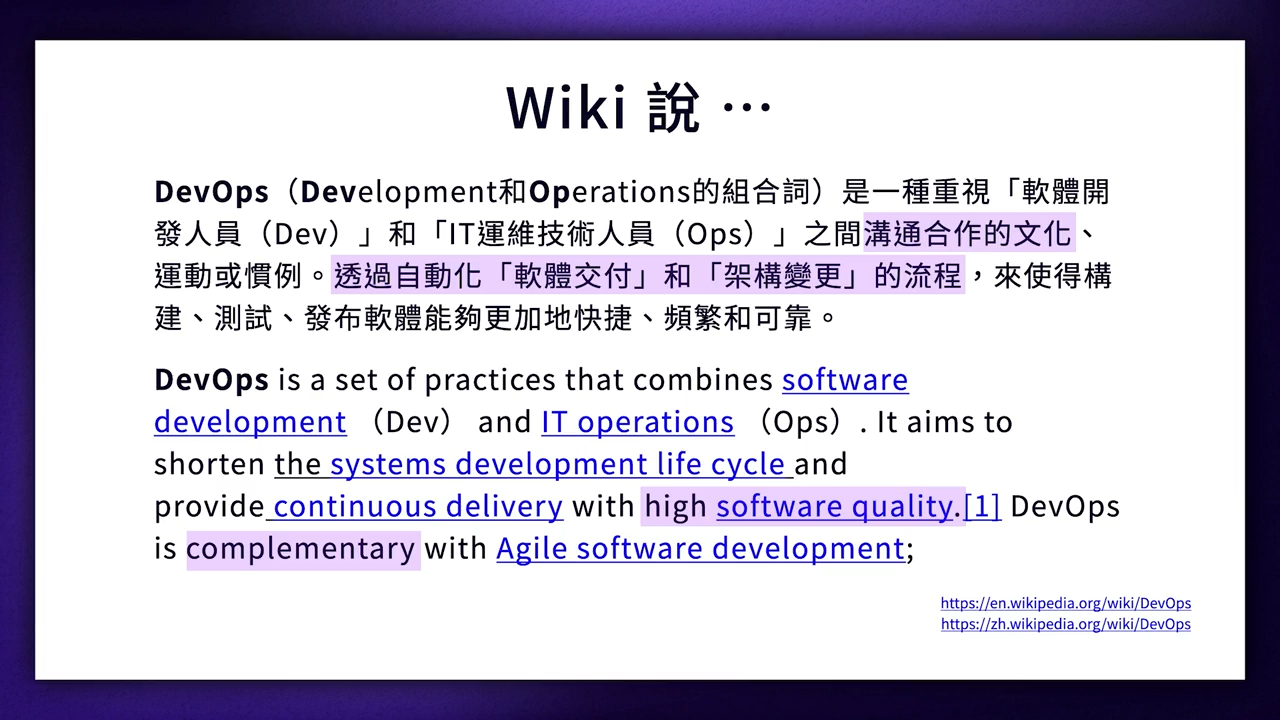 Wiki 說 …
DevOps（Development和Operations的組合詞）是一種重視「軟體開
發人員（Dev）」和「IT運維技術人員（Ops）」之間溝通合作的文化、
運動或慣例。透過自動化「軟體交付」和「架構變更」的流程，來使得構
建、測試、發布軟體能夠更加地快捷、頻繁和可靠。
DevOps is a set of practices that combines software
development （Dev） and IT operations （Ops）. It aims to
shorten the systems development life cycle and
provide continuous delivery with high software quality.[1] DevOps
is complementary with Agile software development;
https://en.wikipedia.org/wiki/DevOps
https://zh.wikipedia.org/wiki/DevOps